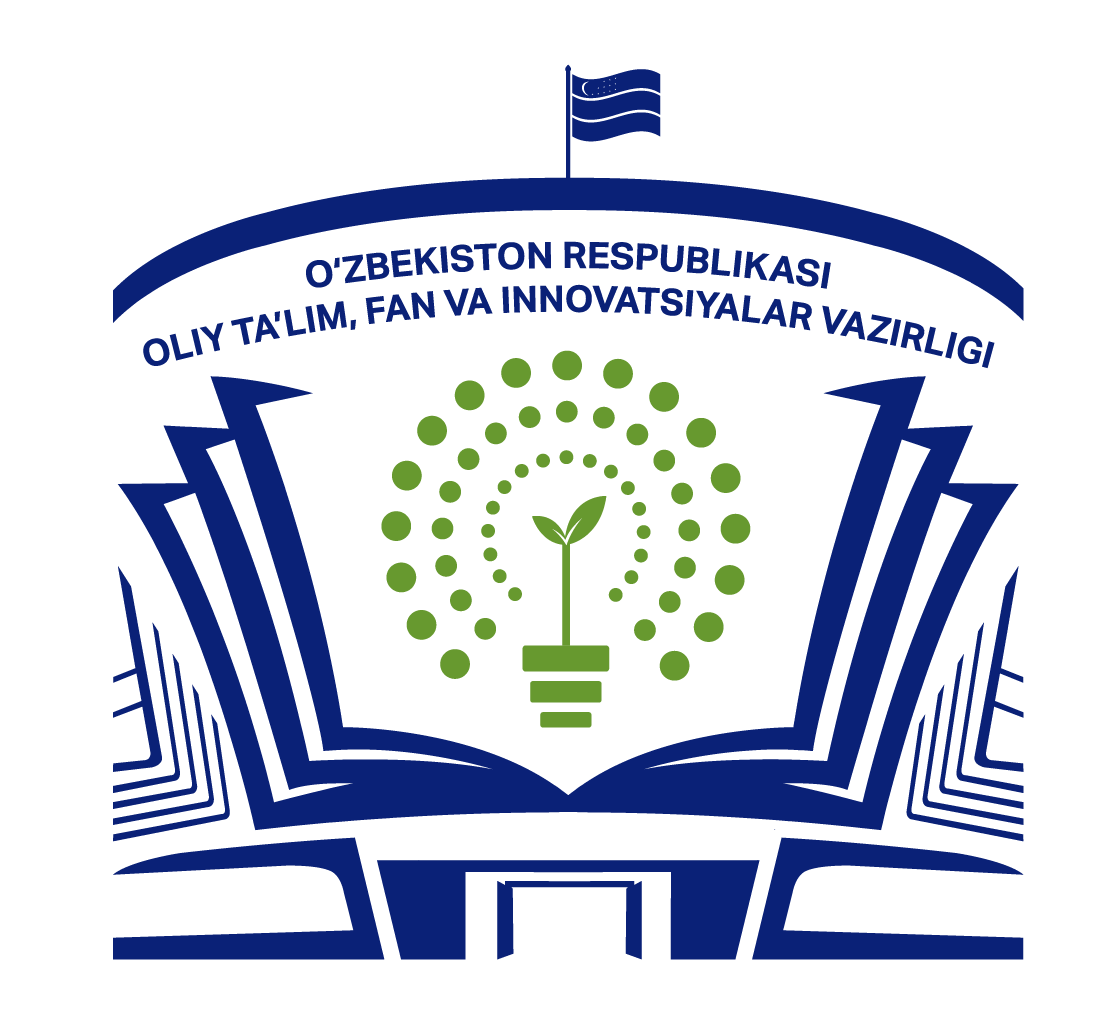 O‘ZBEKISTON RESPUBLIKASI
OLIY TA’LIM, FAN VA INNOVATSIYALAR VAZIRLIGI